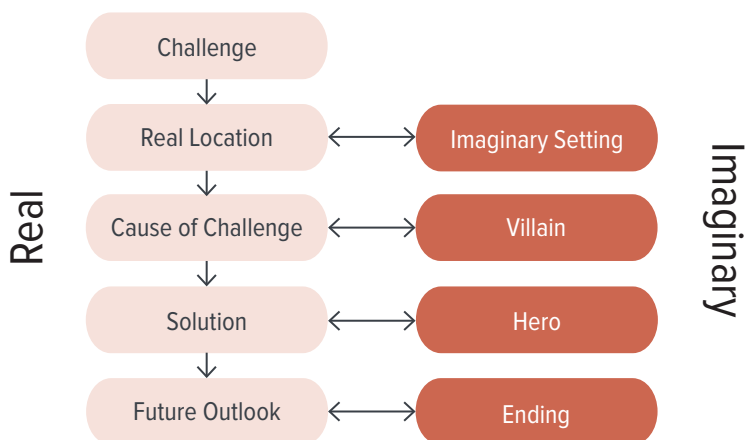 Challenge
Real Location
Imaginary Setting
Cause of Challenge
Villain
Solution
Hero
Future Outlook
Ending
Real
Imaginary